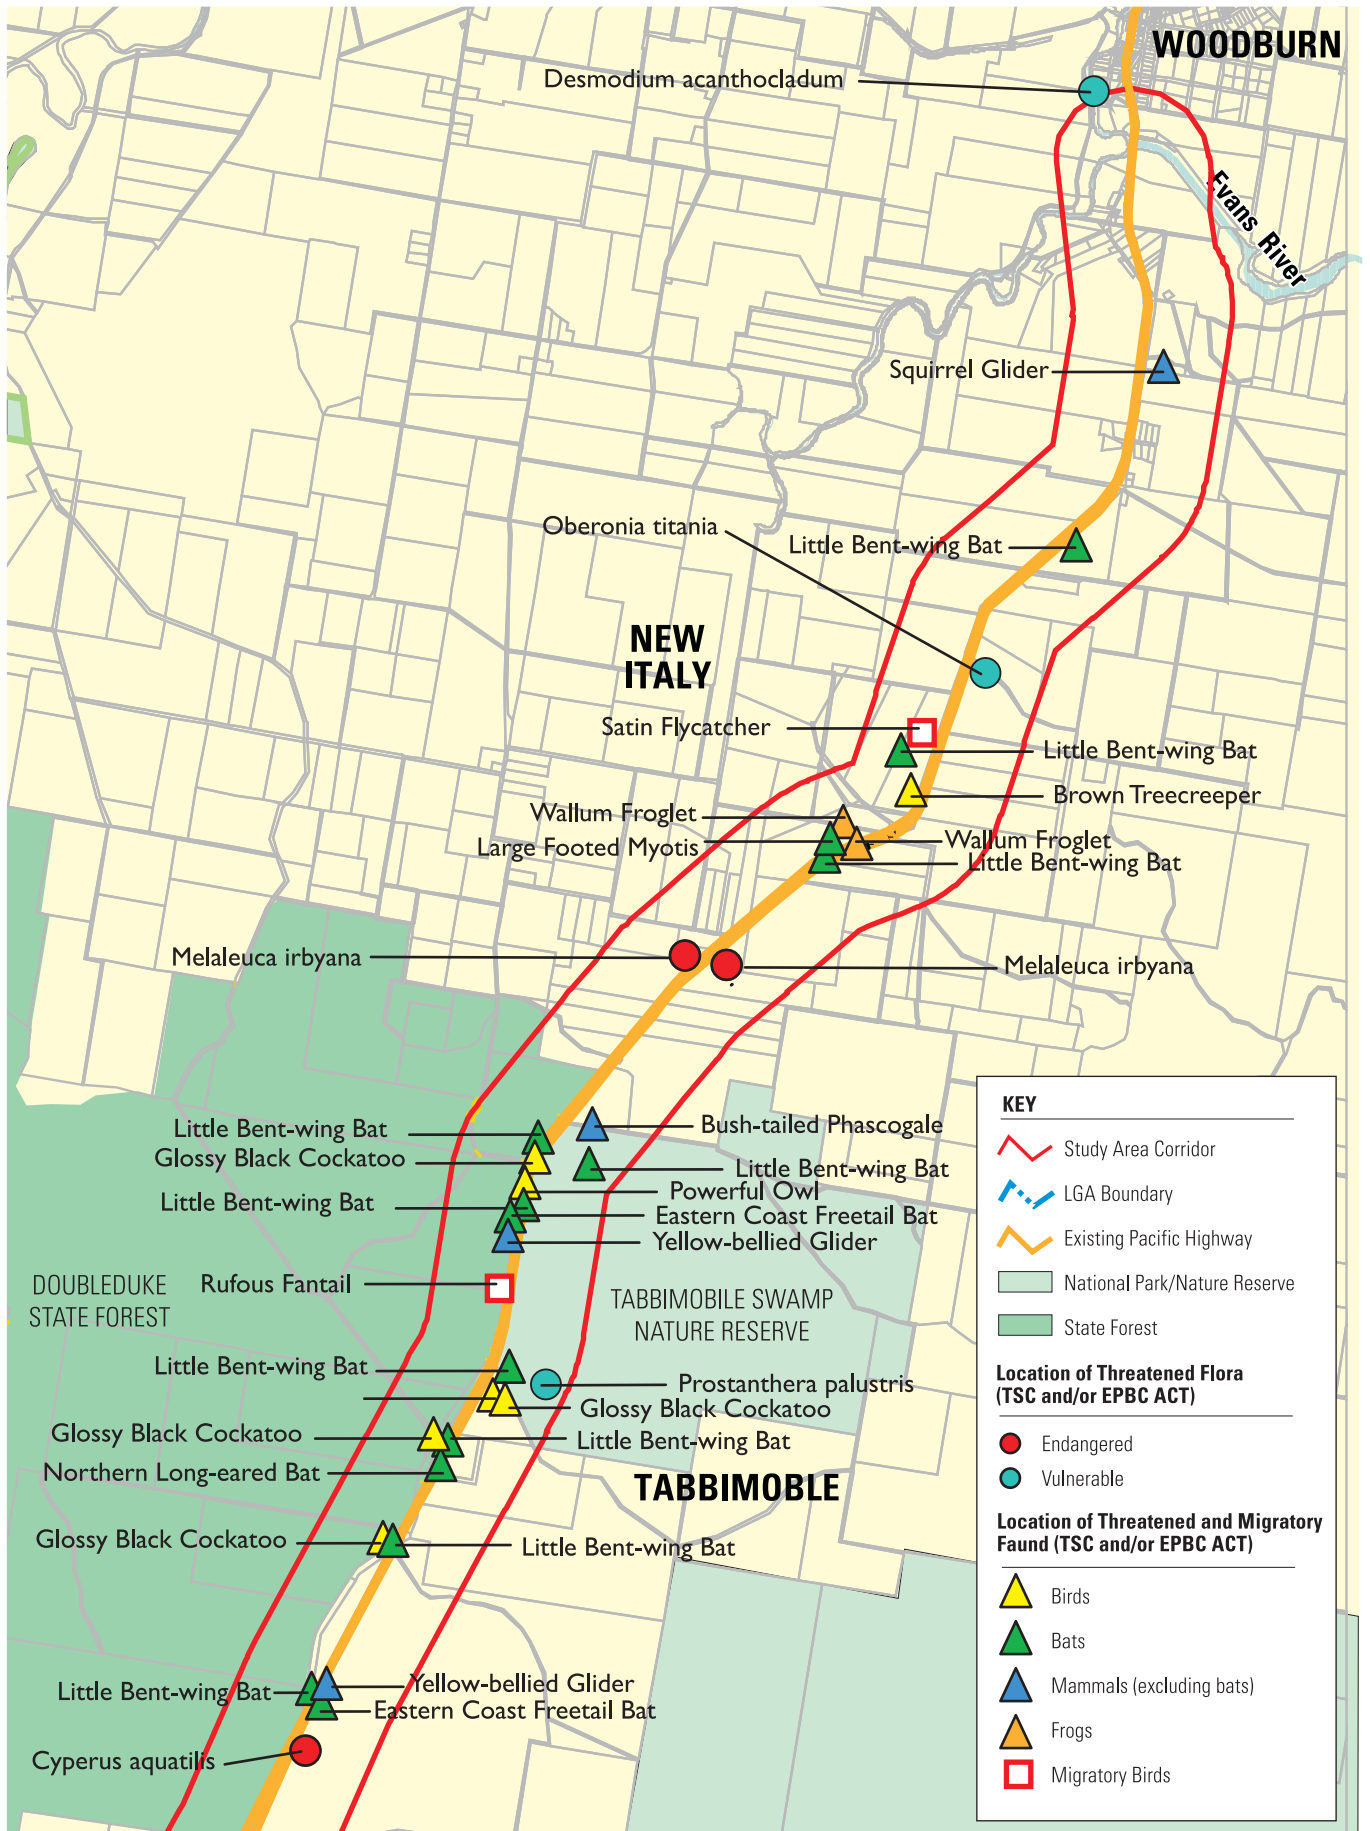 WOODBURN
Desmodium acanthocladum
Evans River
Squirrel Glider
Oberonia titania
Little Bent-wing Bat
NEW
ITALY
Satin Flycatcher
Little Bent-wing Bat
Brown Treecreeper
Wallum Froglet
Wallum Froglet
Large Footed Myotis
Little Bent-wing Bat
Melaleuca irbyana
Melaleuca irbyana
Little Bent-wing Bat
Bush-tailed Phascogale
Glossy Black Cockatoo
Little Bent-wing Bat
Powerful Owl
Little Bent-wing Bat
Eastern Coast Freetail Bat
Yellow-bellied Glider
DOUBLEDUKE
STATE FOREST
Rufous Fantail
TABBIMOBILE SWAMP
NATURE RESERVE
Little Bent-wing Bat
Prostanthera palustris
Glossy Black Cockatoo
Glossy Black Cockatoo
Little Bent-wing Bat
Northern Long-eared Bat
TABBIMOBLE
Glossy Black Cockatoo
Little Bent-wing Bat
Yellow-bellied Glider
Little Bent-wing Bat
Eastern Coast Freetail Bat
Cyperus aquatilis
KEY
Study Area Corridor
LGA Boundary
Existing Pacific Highway
National Park/Nature Reserve
State Forest
Location of Threatened Flora
(TSC and/or EPBC ACT)
Endangered
Vulnerable
Location of Threatened and Migratory
Faund (TSC and/or EPBC ACT)
Birds
Bats
Mammals (excluding bats)
Frogs
Migratory Birds